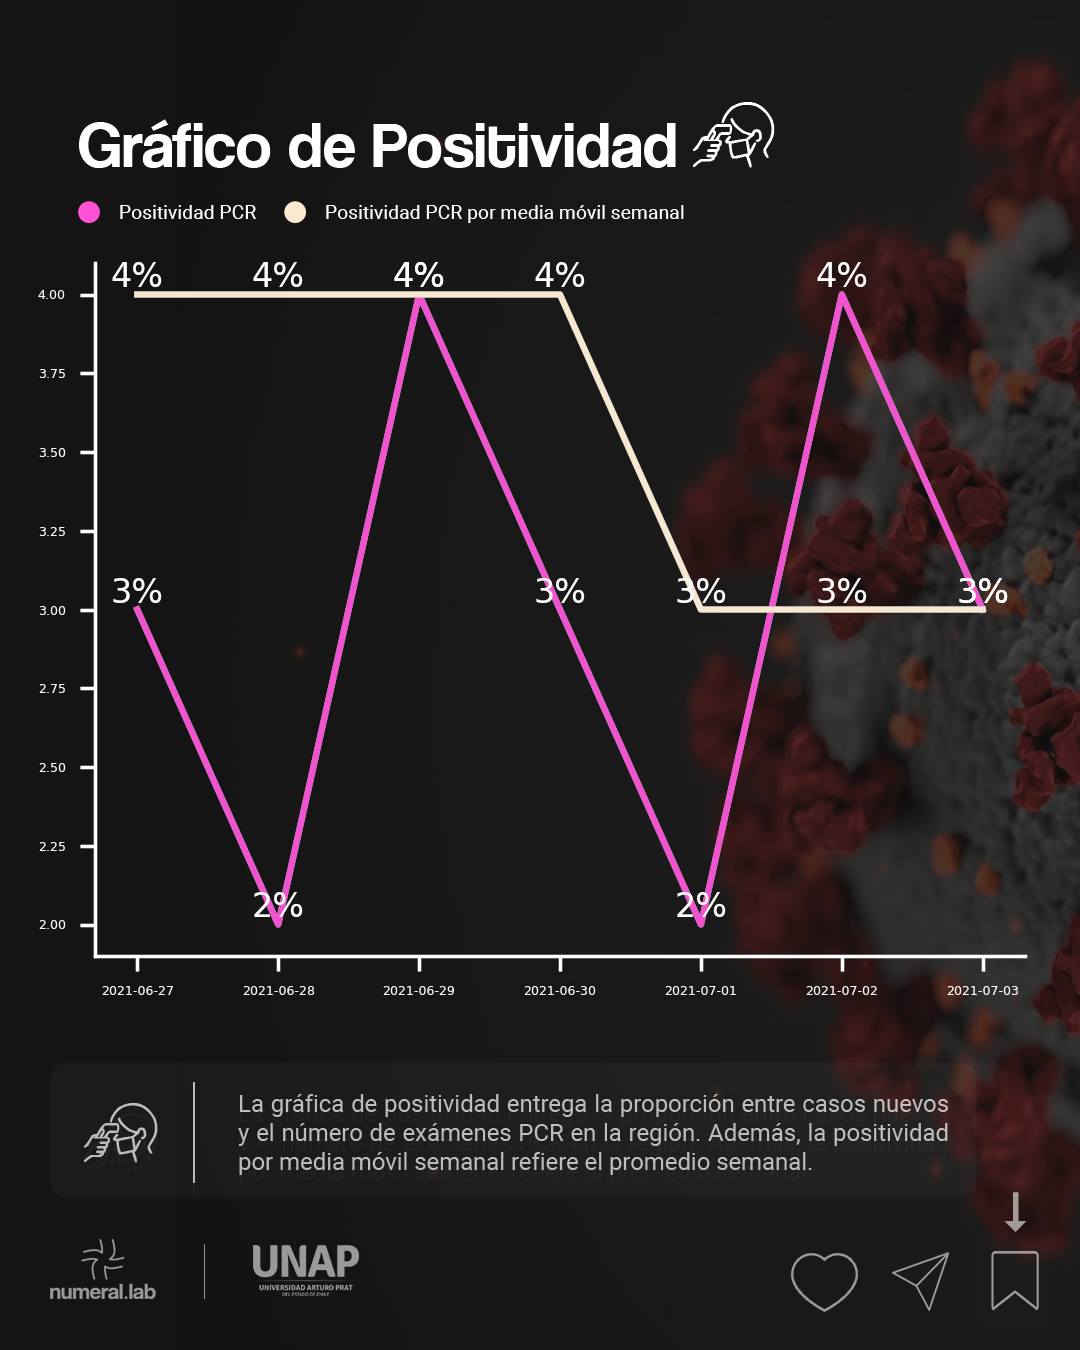 Gráfico de Positividad
Positividad PCR Positividad PCR por media móvil semanal
4% 4% 4% 4% 4%
4.00
3.75
3.50
3.25
3% 3% 3% 3% 3%
3.00
2.75
2.50
2.25
2% 2%
2.00
2021-06-27 2021-06-28 2021-06-29 2021-06-30 2021-07-01 2021-07-02 2021-07-03
La gráfica de positividad entrega la proporción entre casos nuevos
y el número de exámenes PCR en la región. Además, la positividad
por media móvil semanal refiere el promedio semanal.
numeral.lab
UNAP
UNIVERSIDAD ARTURO PRAT
DEL ESTADO DE CHILE